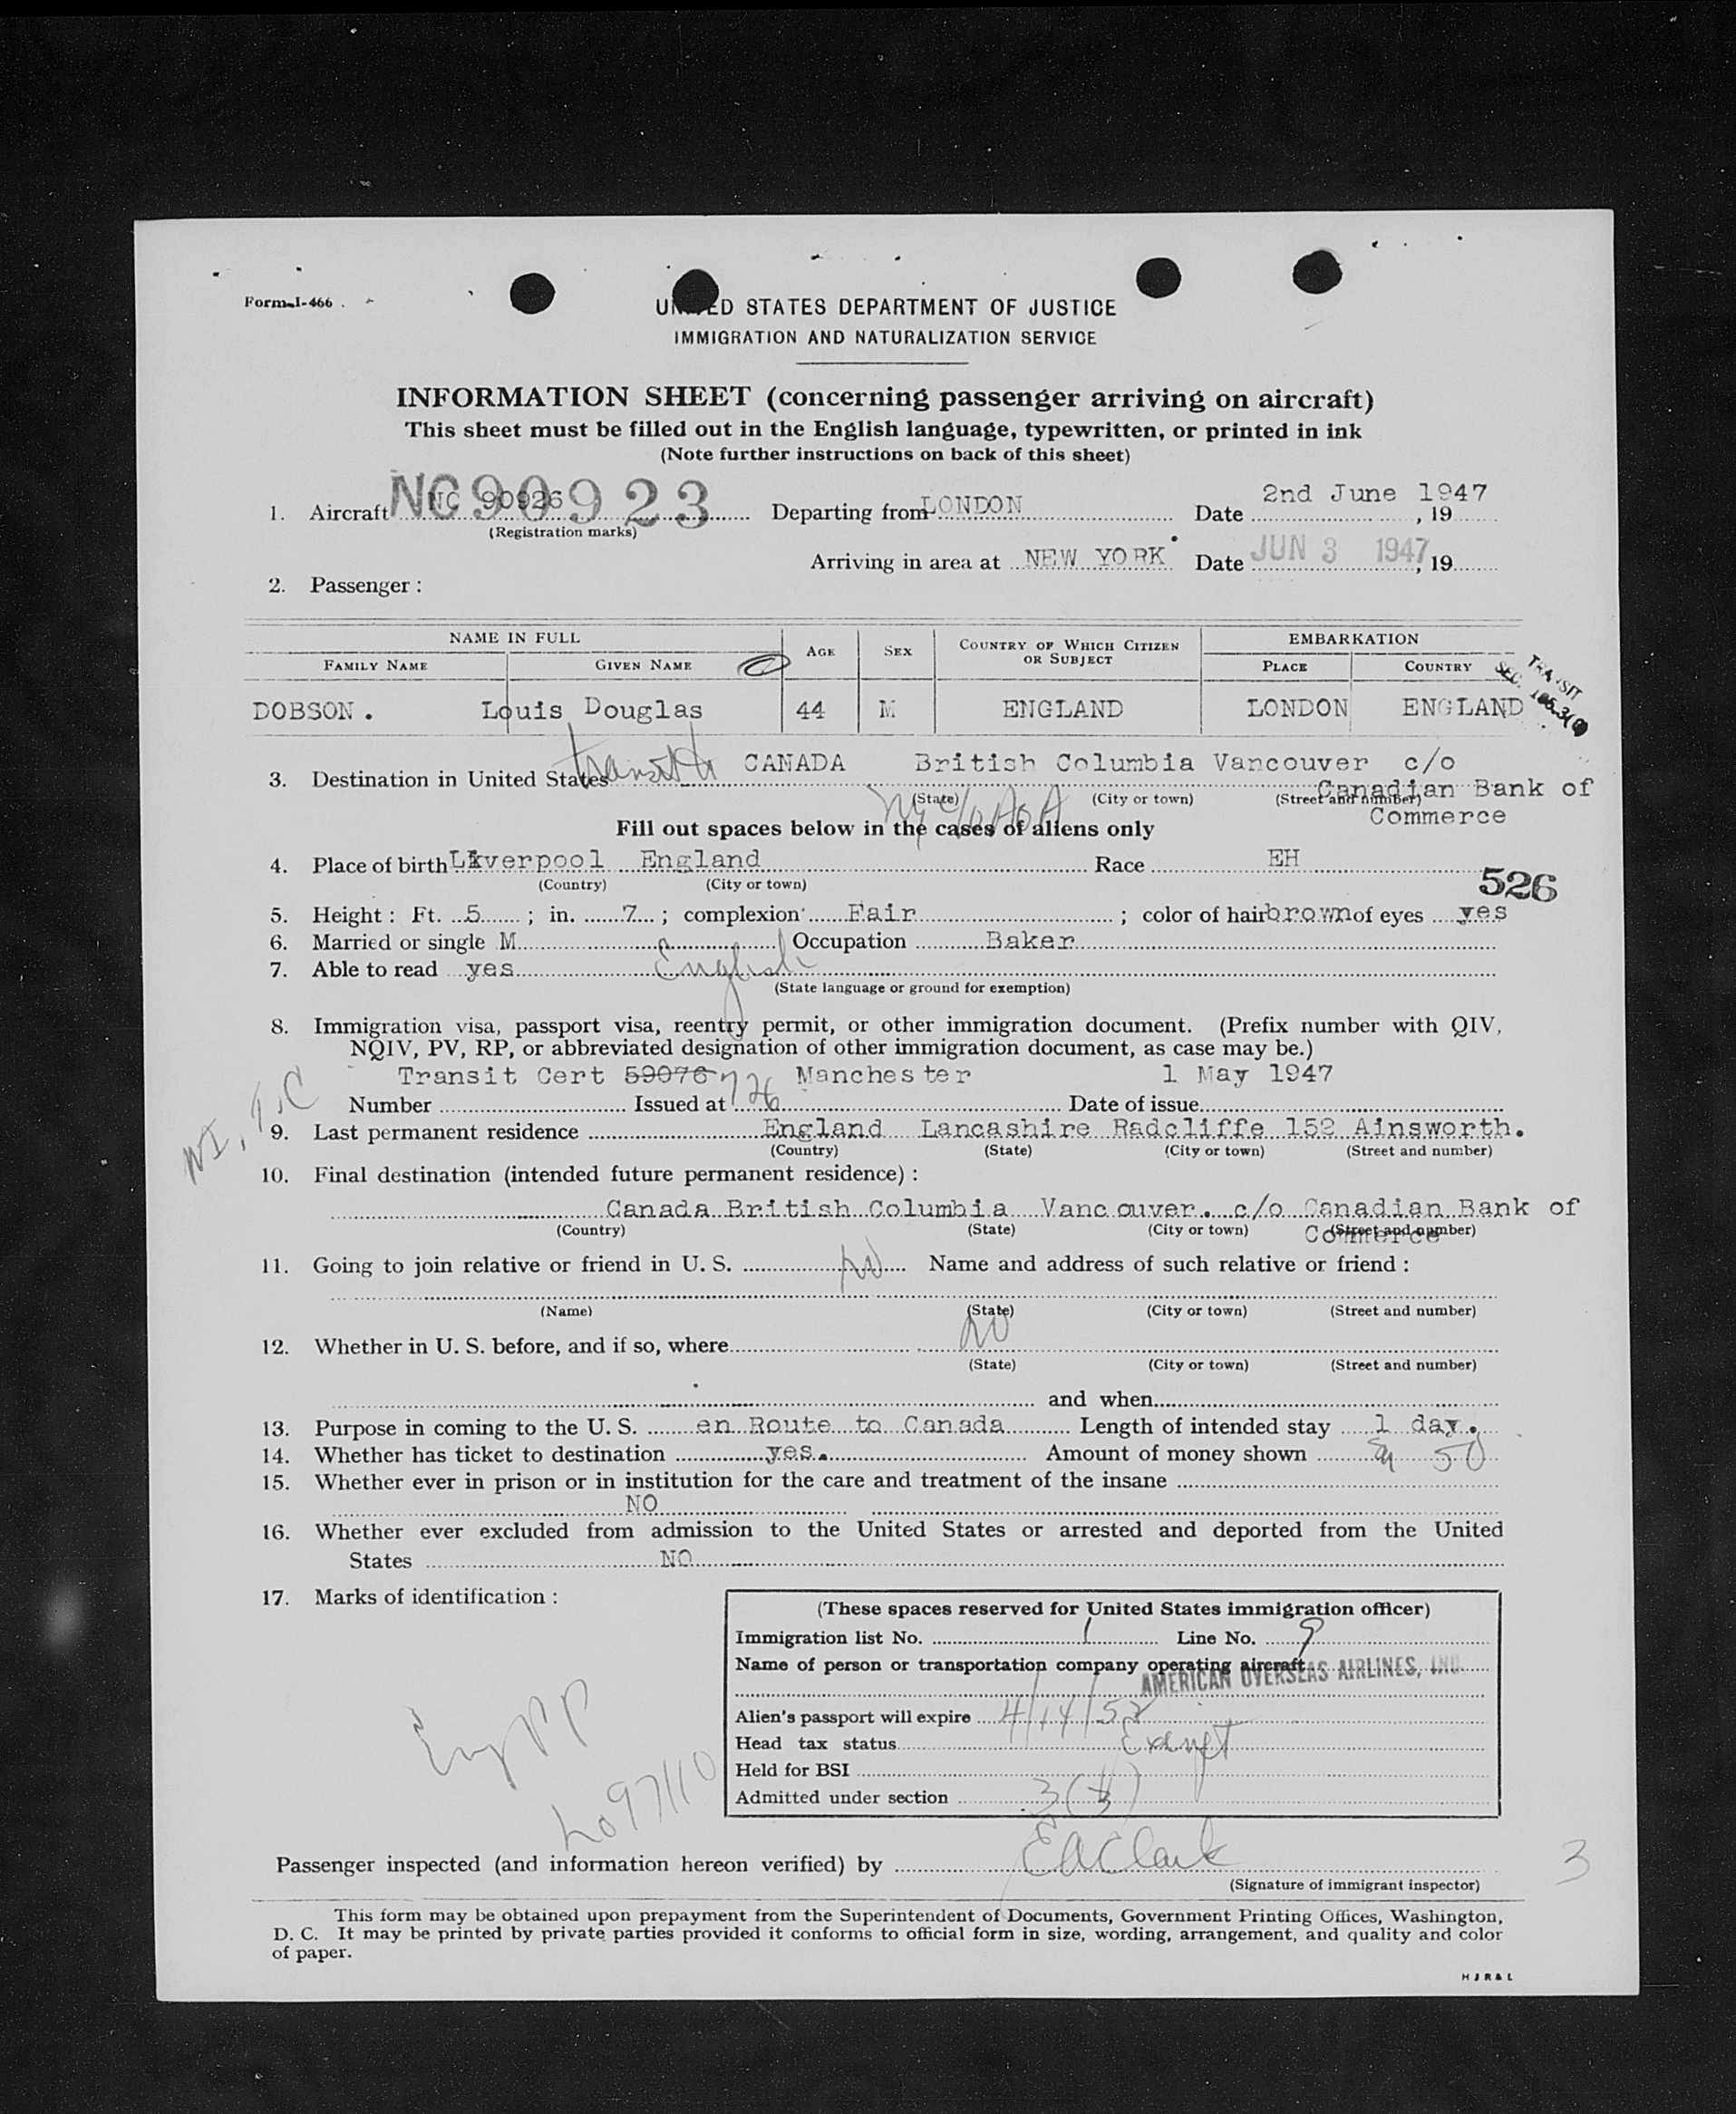 Form I-466
UNITED STATES DEPARTMENT OF JUSTICE
IMMIGRATION AND NATURALIZATION SERVICE
INFORMATION SHEET (concerning passenger arriving on aircraft)
This sheet must be filled out in the English language, typewritten, or printed in ink
(Note further instructions on back of this sheet)
1. Aircraft NC 90926 NC90923 Departing from LONDON Date 2nd June 1947, 19
(Registration marks)
Arriving in area at NEW YORK Date JUN 3 1947, 19
2. Passenger :
NAME IN FULL AGE SEX COUNTRY OF WHICH CITIZEN OR SUBJECT EMBARKATION
FAMILY NAME GIVEN NAME PLACE COUNTRY
TRANSIT
DOBSON. Louis Douglas 44 M ENGLAND LONDON ENGLAND
3. Destination in United States transit to CANADA British Columbia Vancouver c/o
Canadian Bank of
(State) (City or town) (Street and number)
Commerce
Fill out spaces below in the cases of aliens only
4. Place of birth Liverpool England Race EH
(Country) (City or town)
526
5. Height : Ft. 5 ; in. 7 ; complexion Fair ; color of hair brown of eyes yes
6. Married or single M Occupation Baker
7. Able to read yes English
(State language or ground for exemption)
8. Immigration visa, passport visa, reentry permit, or other immigration document. (Prefix number with QIV,
NQIV, PV, RP, or abbreviated designation of other immigration document, as case may be.)
Transit Cert 59076 726 Manchester 1 May 1947
Number Issued at Date of issue
9. Last permanent residence England Lancashire Radcliffe 152 Ainsworth.
(Country) (State) (City or town) (Street and number)
10. Final destination (intended future permanent residence) :
Canada British Columbia Vancouver. c/o Canadian Bank of
Commerce
(Country) (State) (City or town) (Street and number)
11. Going to join relative or friend in U. S. No Name and address of such relative or friend :
(Name) (State) (City or town) (Street and number)
12. Whether in U. S. before, and if so, where No
(State) (City or town) (Street and number)
and when
13. Purpose in coming to the U. S. en Route to Canada Length of intended stay 1 day.
14. Whether has ticket to destination yes. Amount of money shown 50
15. Whether ever in prison or in institution for the care and treatment of the insane
NO
16. Whether ever excluded from admission to the United States or arrested and deported from the United
States NO
17. Marks of identification :
(These spaces reserved for United States immigration officer)
Immigration list No. 1 Line No. 9
Name of person or transportation company operating aircraft
AMERICAN OVERSEAS AIRLINES, INC.
Alien's passport will expire 4/14/52
Head tax status Exempt
Held for BSI
Admitted under section 3(3)
Passenger inspected (and information hereon verified) by EA Clark
(Signature of immigrant inspector)
3
This form may be obtained upon prepayment from the Superintendent of Documents, Government Printing Offices, Washington,
D. C. It may be printed by private parties provided it conforms to official form in size, wording, arrangement, and quality and color
of paper.
H J R & L